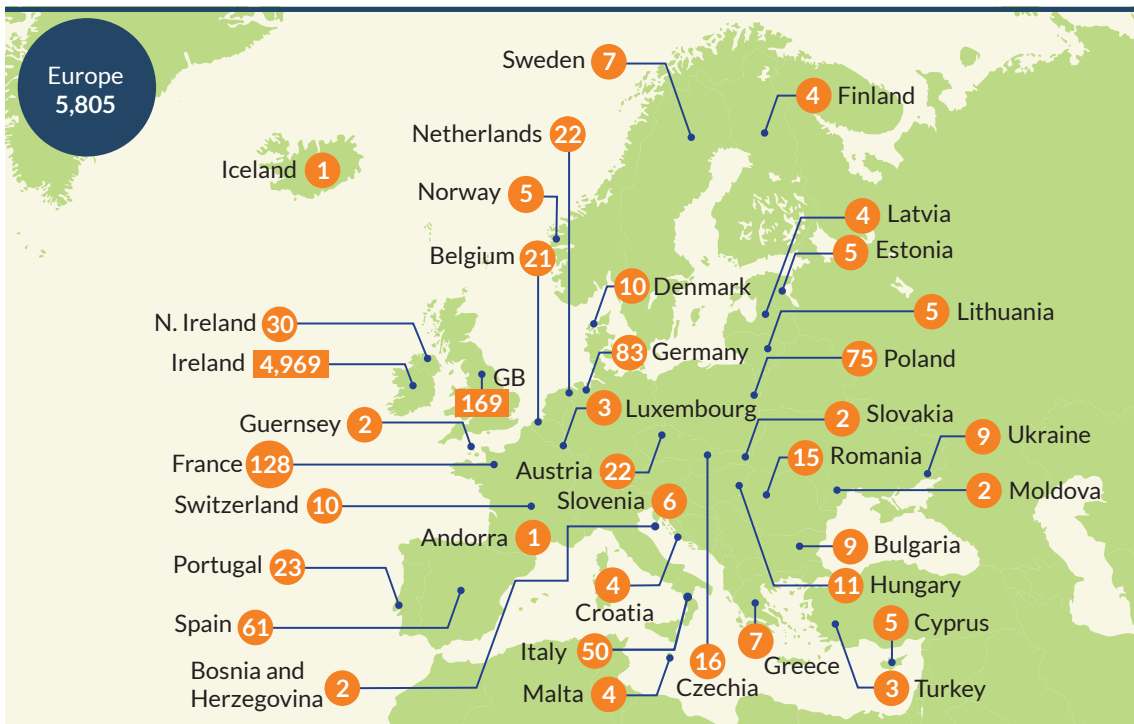 Europe
5,805
Sweden 7
4 Finland
Netherlands 22
Iceland 1
Norway 5
4 Latvia
5 Estonia
Belgium 21
10 Denmark
5 Lithuania
N. Ireland 30
Ireland 4,969
83 Germany
75 Poland
GB
169
3 Luxembourg
2 Slovakia
Guernsey 2
9 Ukraine
15 Romania
France 128
Austria 22
2 Moldova
Switzerland 10
Slovenia 6
Andorra 1
9 Bulgaria
Portugal 23
4
Croatia
11 Hungary
Spain 61
5 Cyprus
Italy 50
7
Greece
16
Czechia
Bosnia and
Herzegovina 2
Malta 4
3 Turkey